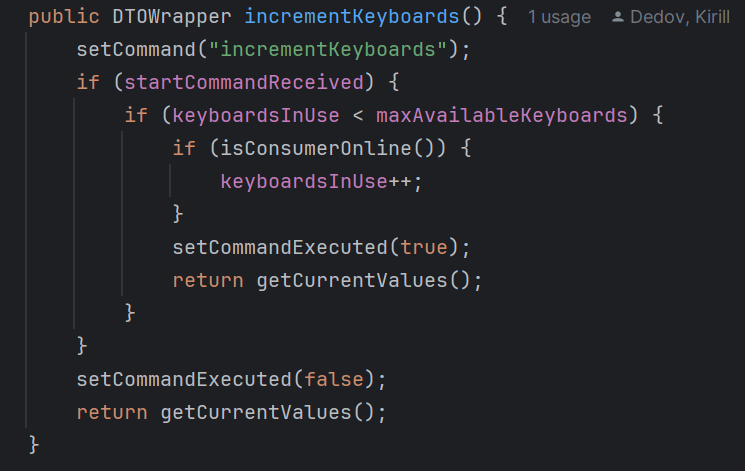 public DTOWrapper incrementKeyboards() { 1 usage Dedov, Kirill
    setCommand("incrementKeyboards");
    if (startCommandReceived) {
        if (keyboardsInUse < maxAvailableKeyboards) {
            if (isConsumerOnline()) {
                keyboardsInUse++;
            }
            setCommandExecuted(true);
            return getCurrentValues();
        }
    }
    setCommandExecuted(false);
    return getCurrentValues();
}